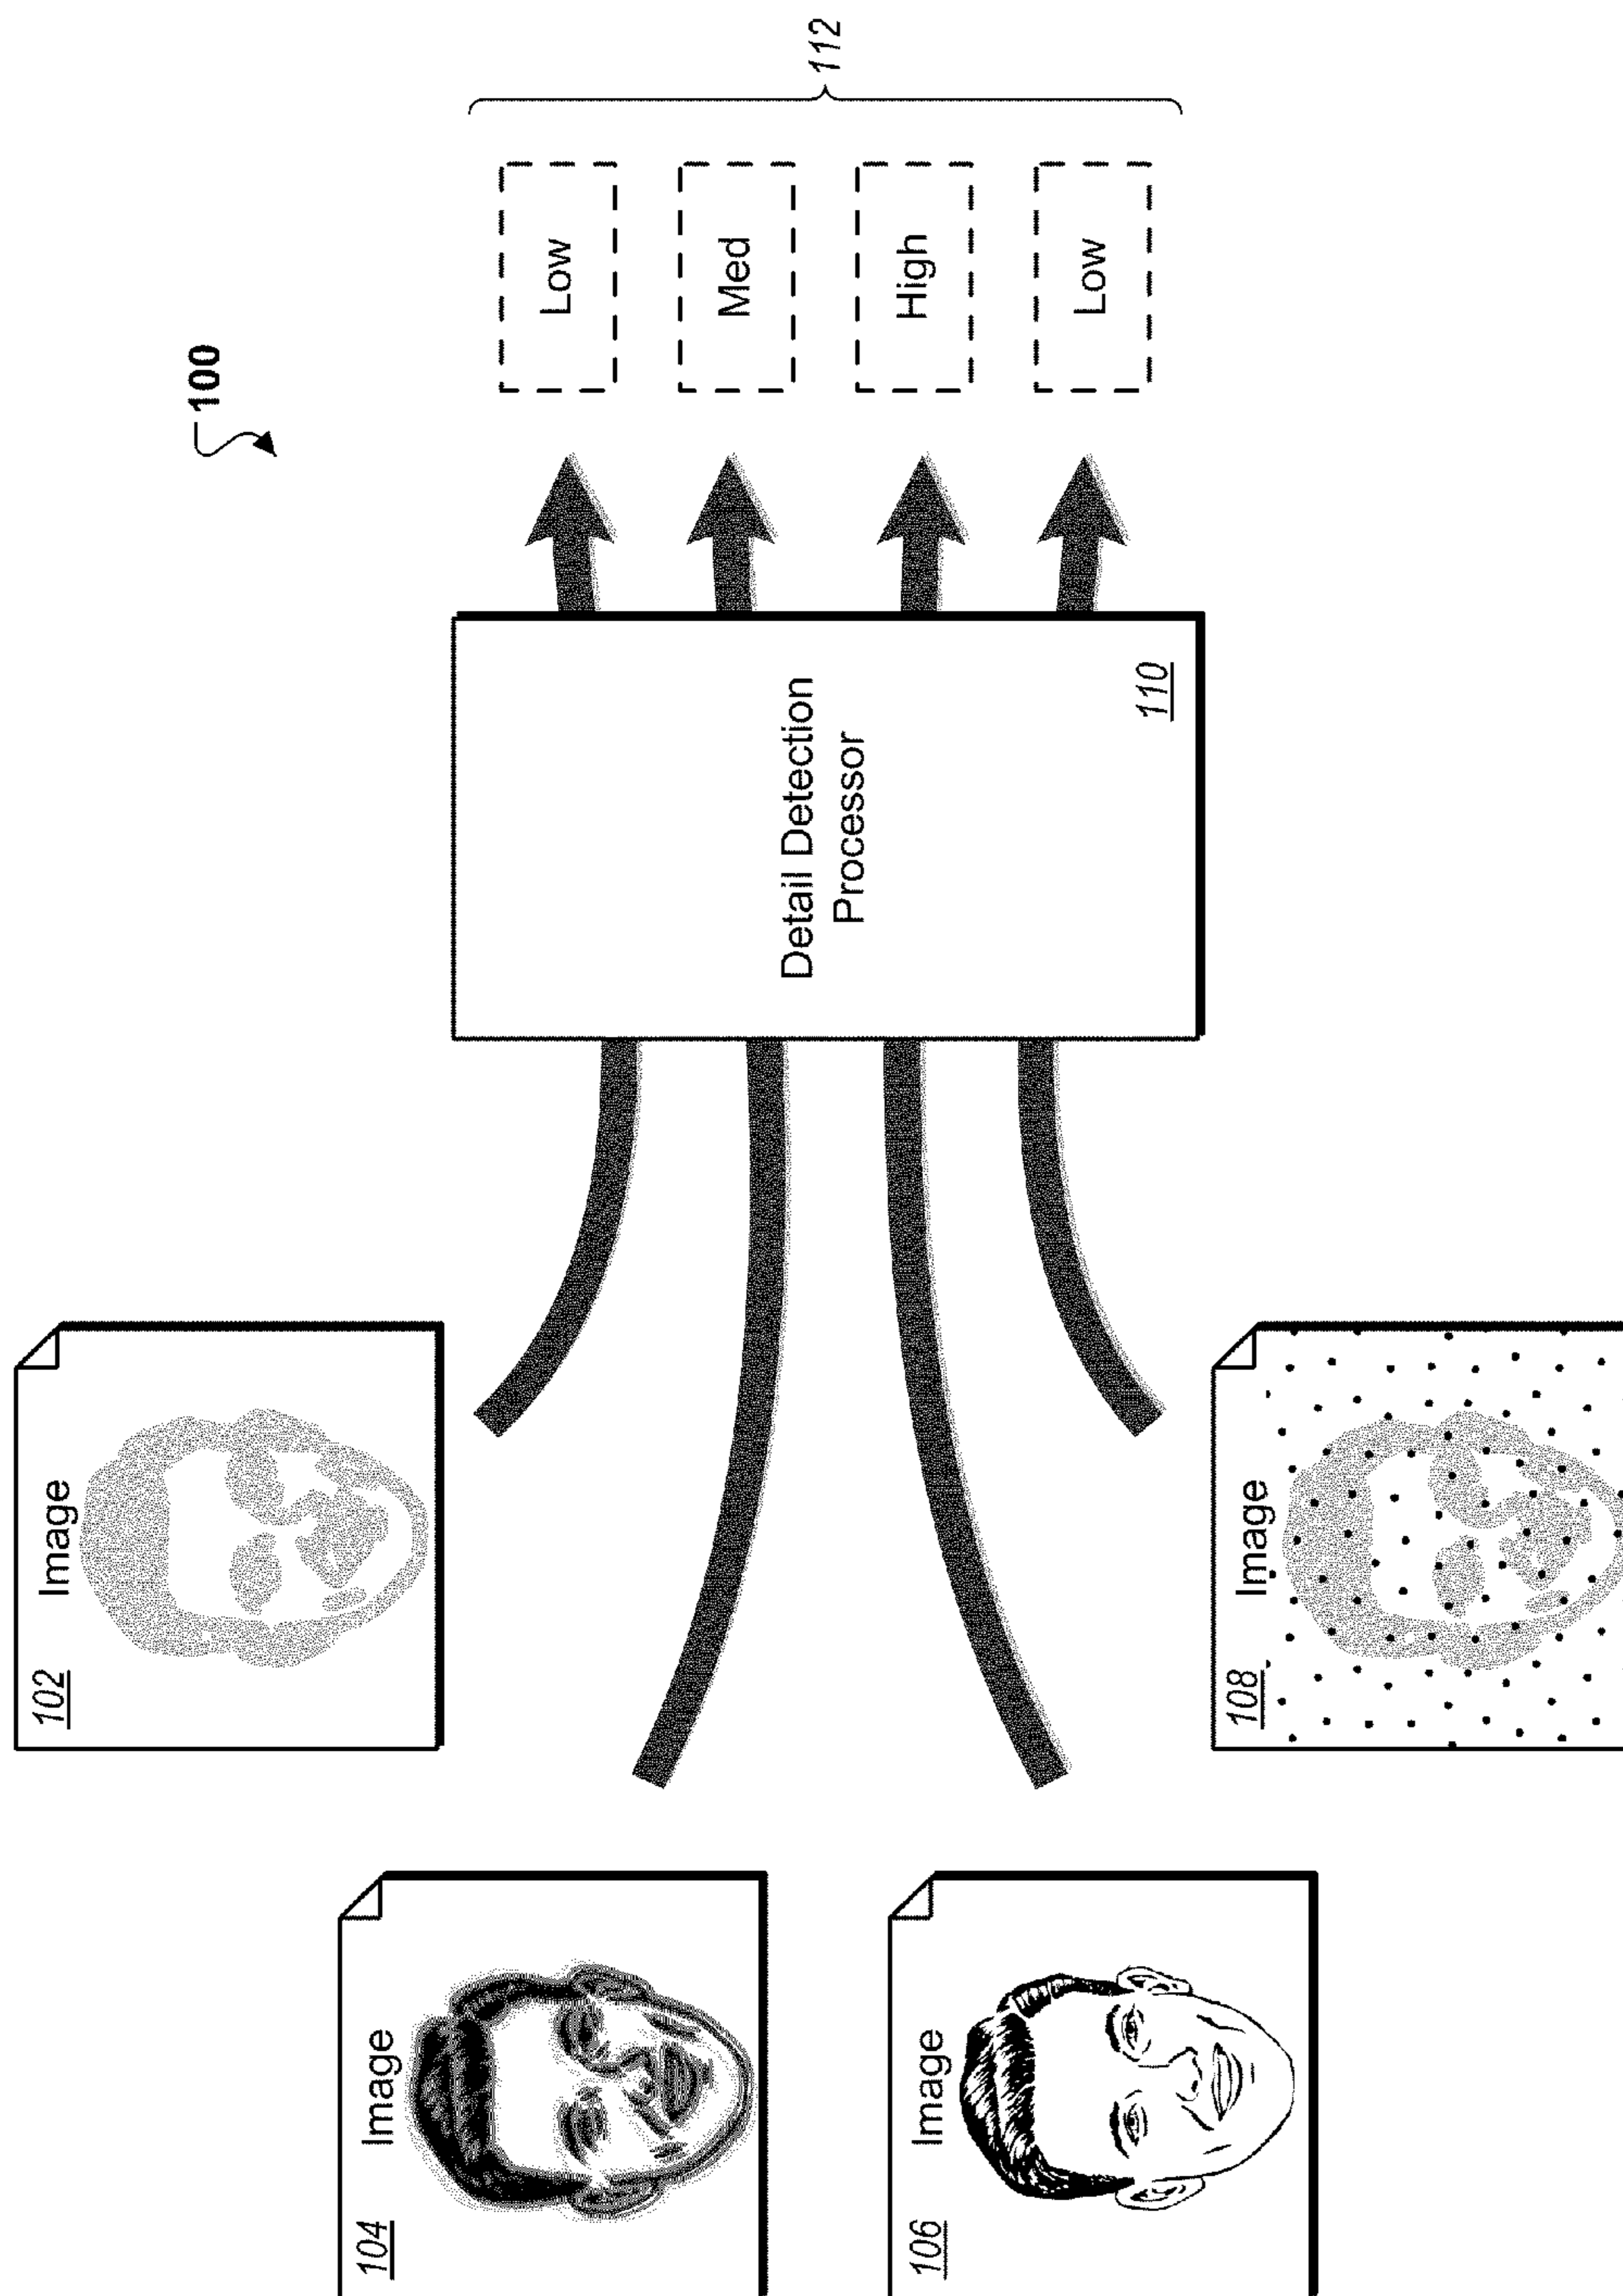 100
102
Image
104
Image
106
Image
108
Image
Detail Detection
Processor
110
Low
Med
High
Low
112